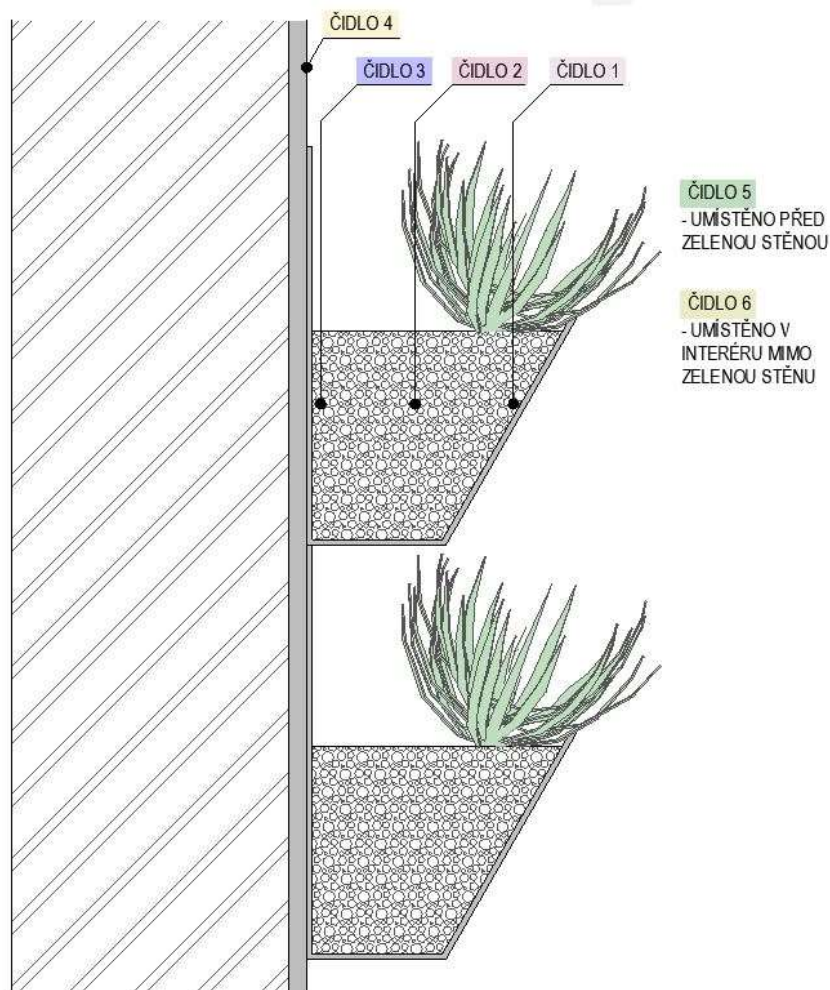 ČIDLO 4
ČIDLO 3
ČIDLO 2
ČIDLO 1
ČIDLO 5
- UMÍSTĚNO PŘED
ZELENOU STĚNOU
ČIDLO 6
- UMÍSTĚNO V
INTERÉRU MIMO
ZELENOU STĚNU